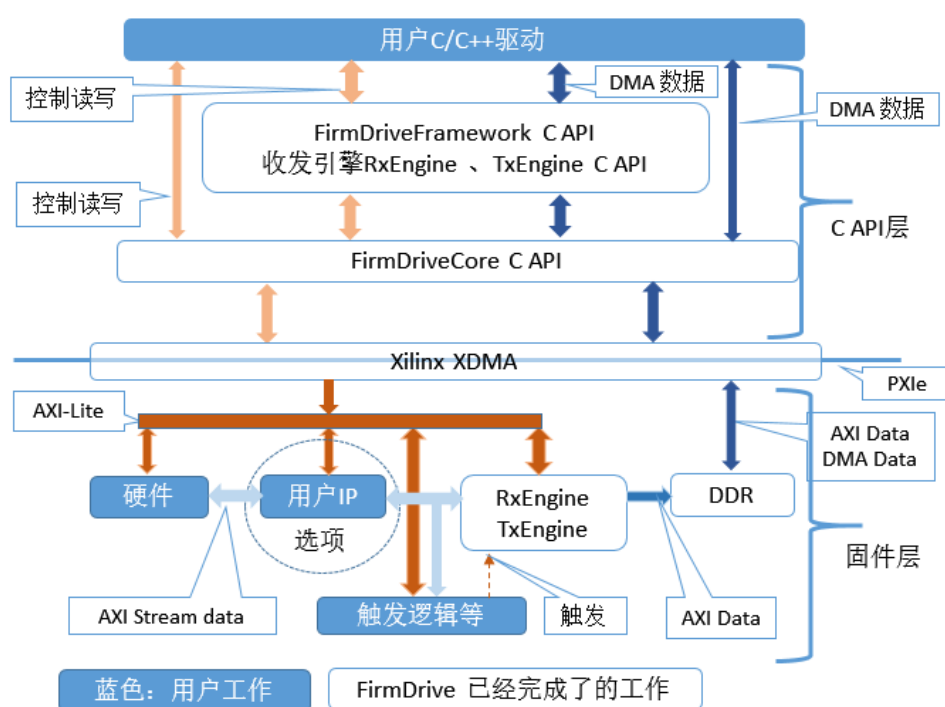 用户C/C++驱动
控制读写
DMA 数据
DMA 数据
FirmDriveFramework C API
收发引擎RxEngine 、TxEngine C API
控制读写
C API层
FirmDriveCore C API
Xilinx XDMA
PXIe
AXI-Lite
AXI Data
DMA Data
硬件
用户IP
选项
RxEngine
TxEngine
DDR
固件层
AXI Stream data
触发逻辑等
触发
AXI Data
蓝色：用户工作
FirmDrive 已经完成了的工作